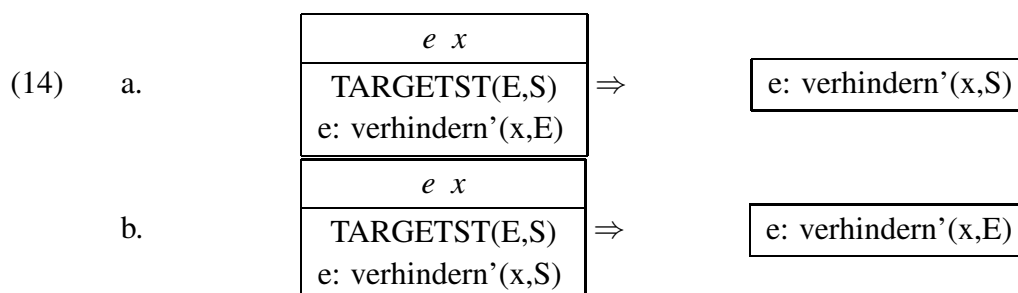 e x
(14) a. TARGETST(E,S) ⇒ e: verhindern’(x,S)
e: verhindern’(x,E)
e x
b. TARGETST(E,S) ⇒ e: verhindern’(x,E)
e: verhindern’(x,S)